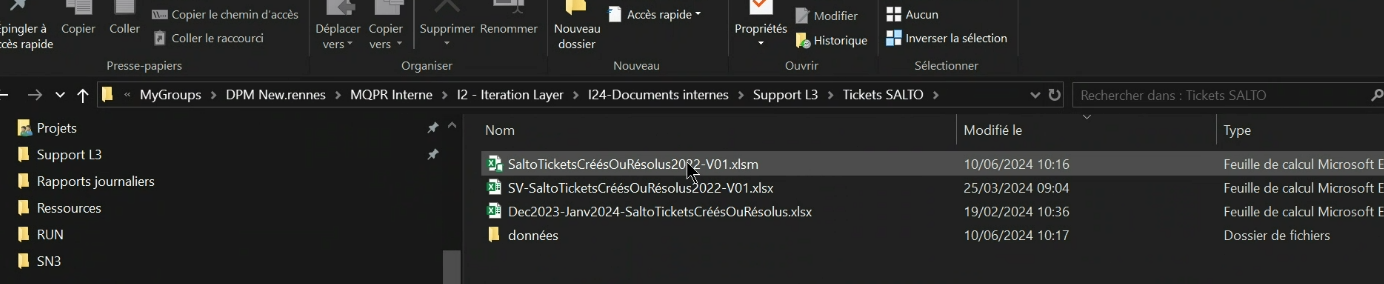 Copier le chemin d'accès
Coller le raccourci
Épingler à
accès rapide
Copier
Coller
Presse-papiers
Déplacer
vers
Copier
vers
Supprimer
Renommer
Organiser
Nouveau
dossier
Accès rapide
Nouveau
Propriétés
Modifier
Historique
Ouvrir
Aucun
Inverser la sélection
Sélectionner
« MyGroups > DPM New.rennes > MQPR Interne > I2 - Iteration Layer > I24-Documents internes > Support L3 > Tickets SALTO >
Rechercher dans : Tickets SALTO
Projets
Support L3
Rapports journaliers
Ressources
RUN
SN3
Nom Modifié le Type
SaltoTicketsCréésOuRésolus2022-V01.xlsm 10/06/2024 10:16 Feuille de calcul Microsoft E
SV-SaltoTicketsCréésOuRésolus2022-V01.xlsx 25/03/2024 09:04 Feuille de calcul Microsoft E
Dec2023-Janv2024-SaltoTicketsCréésOuRésolus.xlsx 19/02/2024 10:36 Feuille de calcul Microsoft E
données 10/06/2024 10:17 Dossier de fichiers